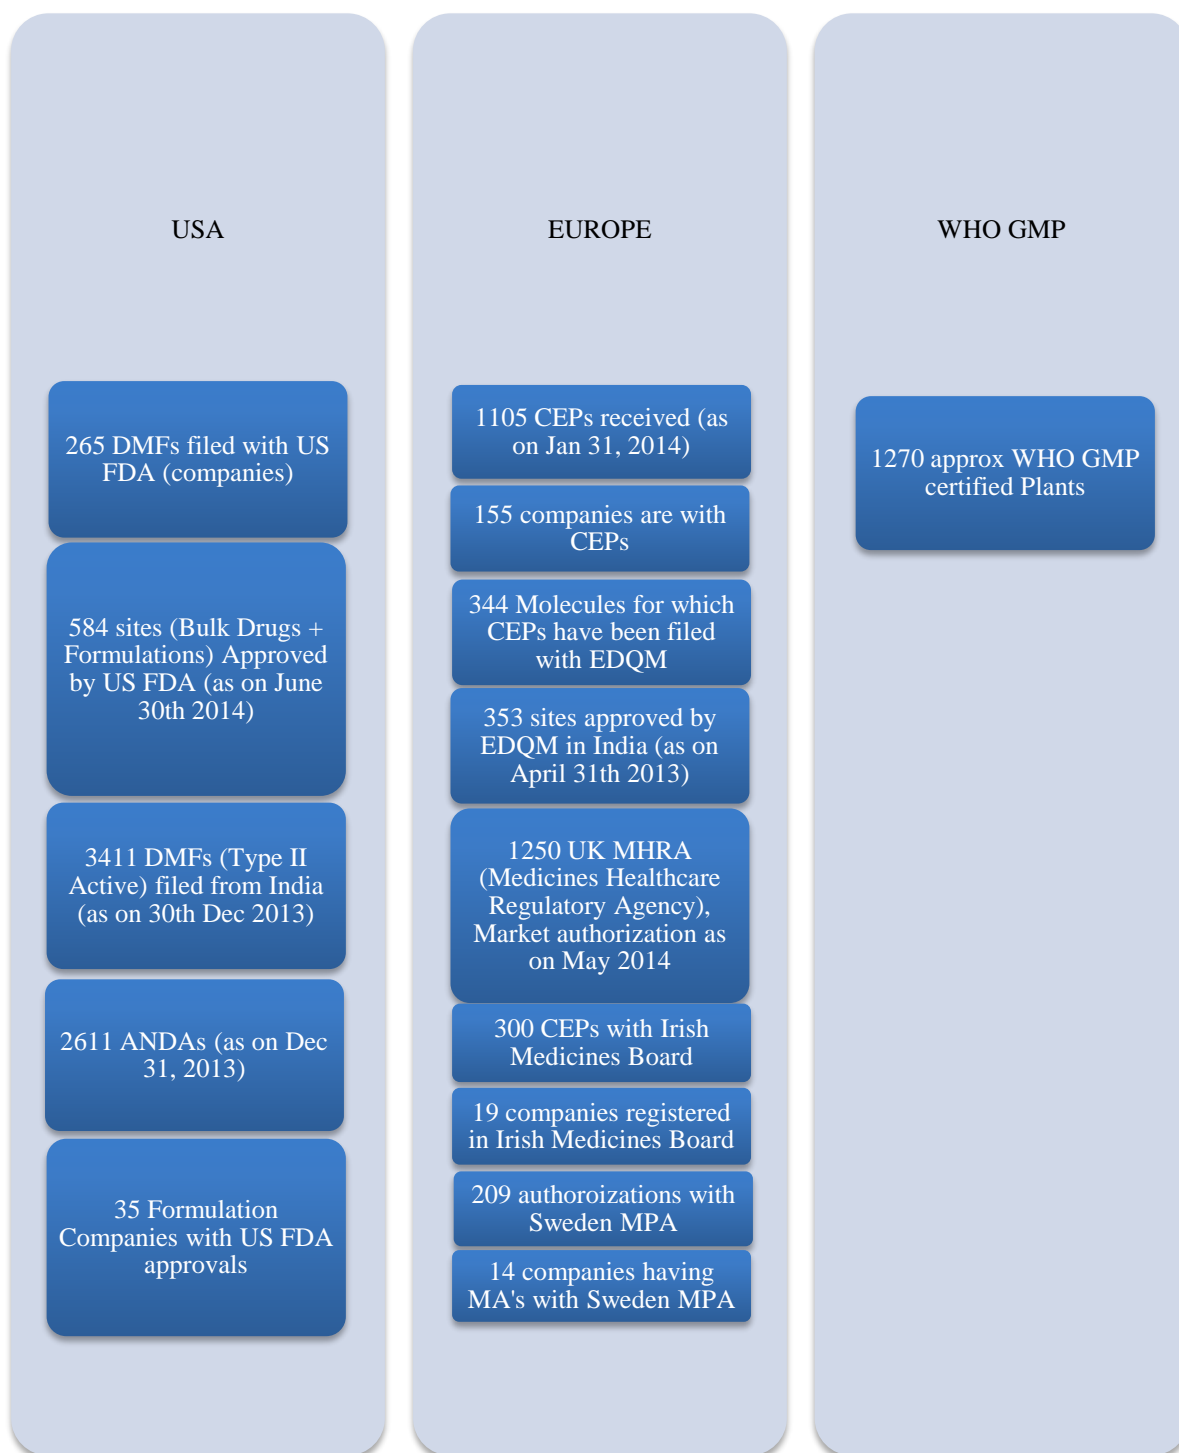 USA
265 DMFs filed with US
FDA (companies)
584 sites (Bulk Drugs +
Formulations) Approved
by US FDA (as on June
30th 2014)
3411 DMFs (Type II
Active) filed from India
(as on 30th Dec 2013)
2611 ANDAs (as on Dec
31, 2013)
35 Formulation
Companies with US FDA
approvals
EUROPE
1105 CEPs received (as
on Jan 31, 2014)
155 companies are with
CEPs
344 Molecules for which
CEPs have been filed
with EDQM
353 sites approved by
EDQM in India (as on
April 31th 2013)
1250 UK MHRA
(Medicines Healthcare
Regulatory Agency),
Market authorization as
on May 2014
300 CEPs with Irish
Medicines Board
19 companies registered
in Irish Medicines Board
209 authoroizations with
Sweden MPA
14 companies having
MA's with Sweden MPA
WHO GMP
1270 approx WHO GMP
certified Plants